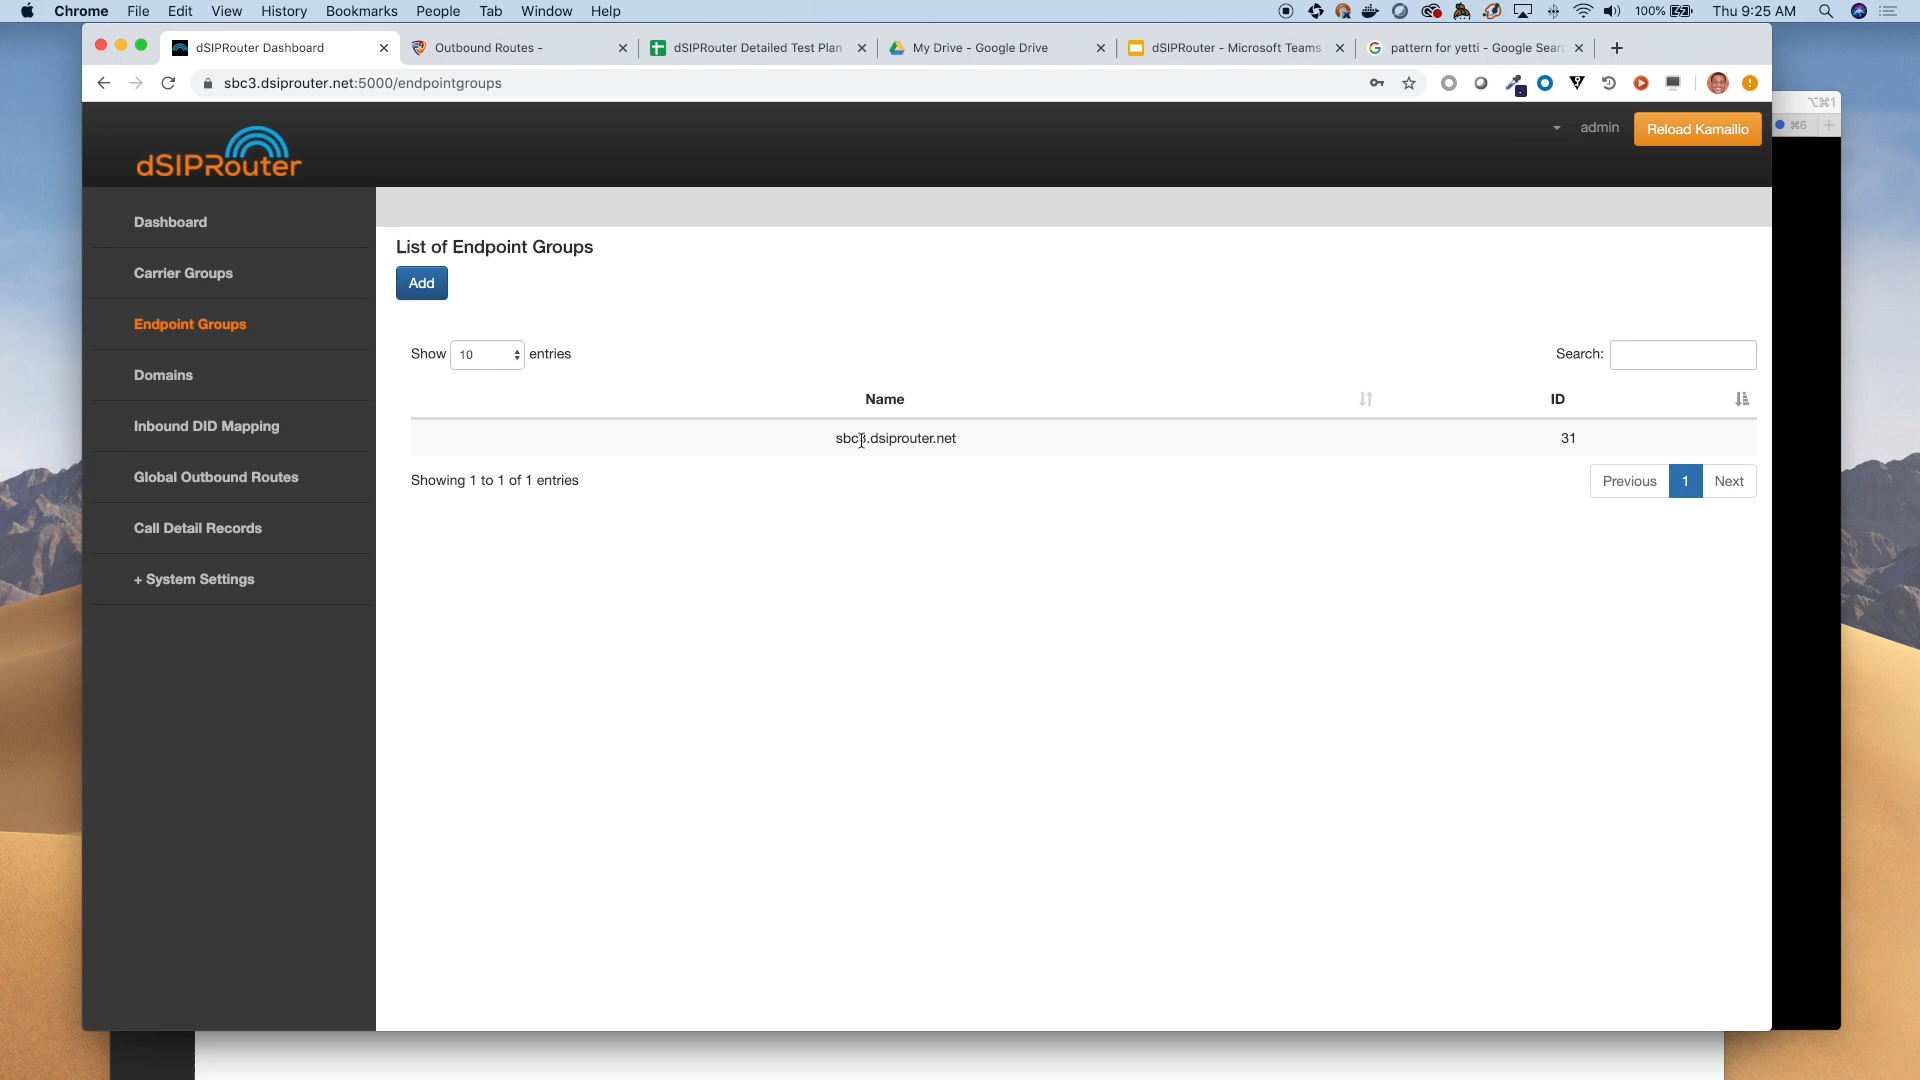 Chrome File Edit View History Bookmarks People Tab Window Help 100% Thu 9:25 AM
dSIPRouter Dashboard Outbound Routes - dSIPRouter Detailed Test Plan My Drive - Google Drive dSIPRouter - Microsoft Teams pattern for yetti - Google Sear
sbc3.dsiprouter.net:5000/endpointgroups
⌥⌘1
⌘6
dSIPRouter
admin
Reload Kamailio
Dashboard
Carrier Groups
Endpoint Groups
Domains
Inbound DID Mapping
Global Outbound Routes
Call Detail Records
+ System Settings
List of Endpoint Groups
Add
Show 10 entries
Search:
Name ID
sbc3.dsiprouter.net 31
Showing 1 to 1 of 1 entries
Previous 1 Next